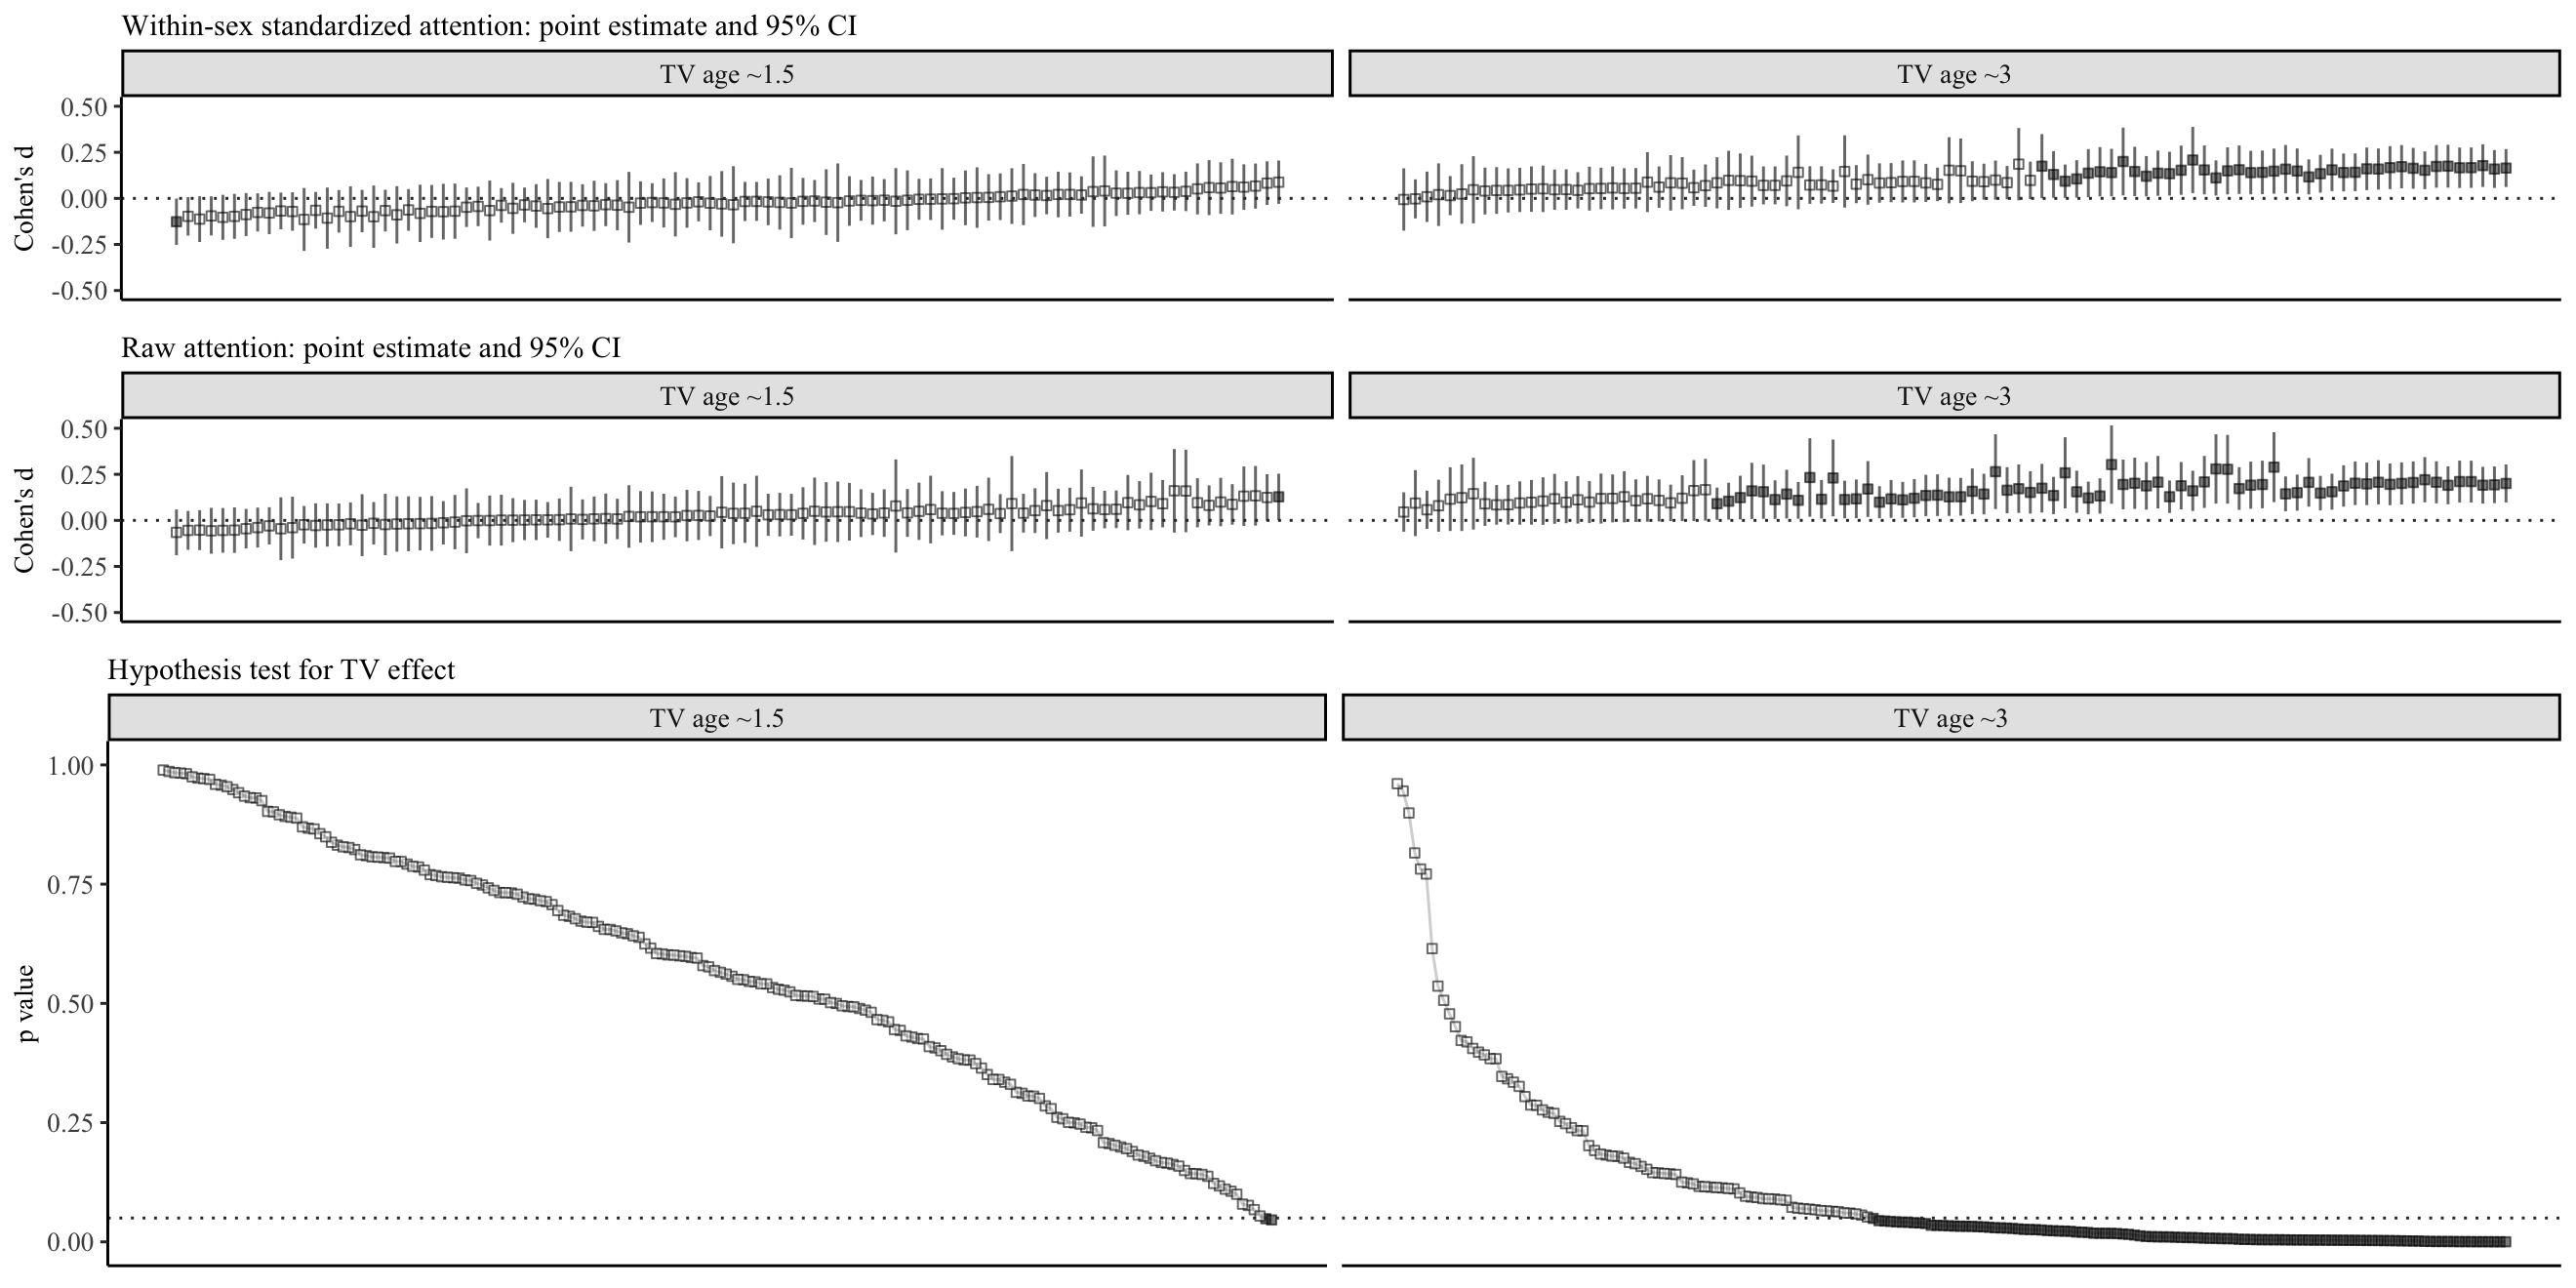 Within-sex standardized attention: point estimate and 95% CI
TV age ~1.5
TV age ~3
Cohen's d
0.50
0.25
0.00
-0.25
-0.50
Raw attention: point estimate and 95% CI
TV age ~1.5
TV age ~3
Cohen's d
0.50
0.25
0.00
-0.25
-0.50
Hypothesis test for TV effect
TV age ~1.5
TV age ~3
p value
1.00
0.75
0.50
0.25
0.00